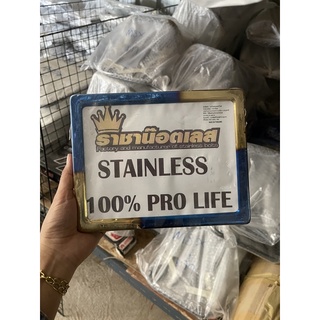 ราชาน๊อตเลส
Factory and manufacturer of stainless bolts
STAINLESS
100% PRO LIFE